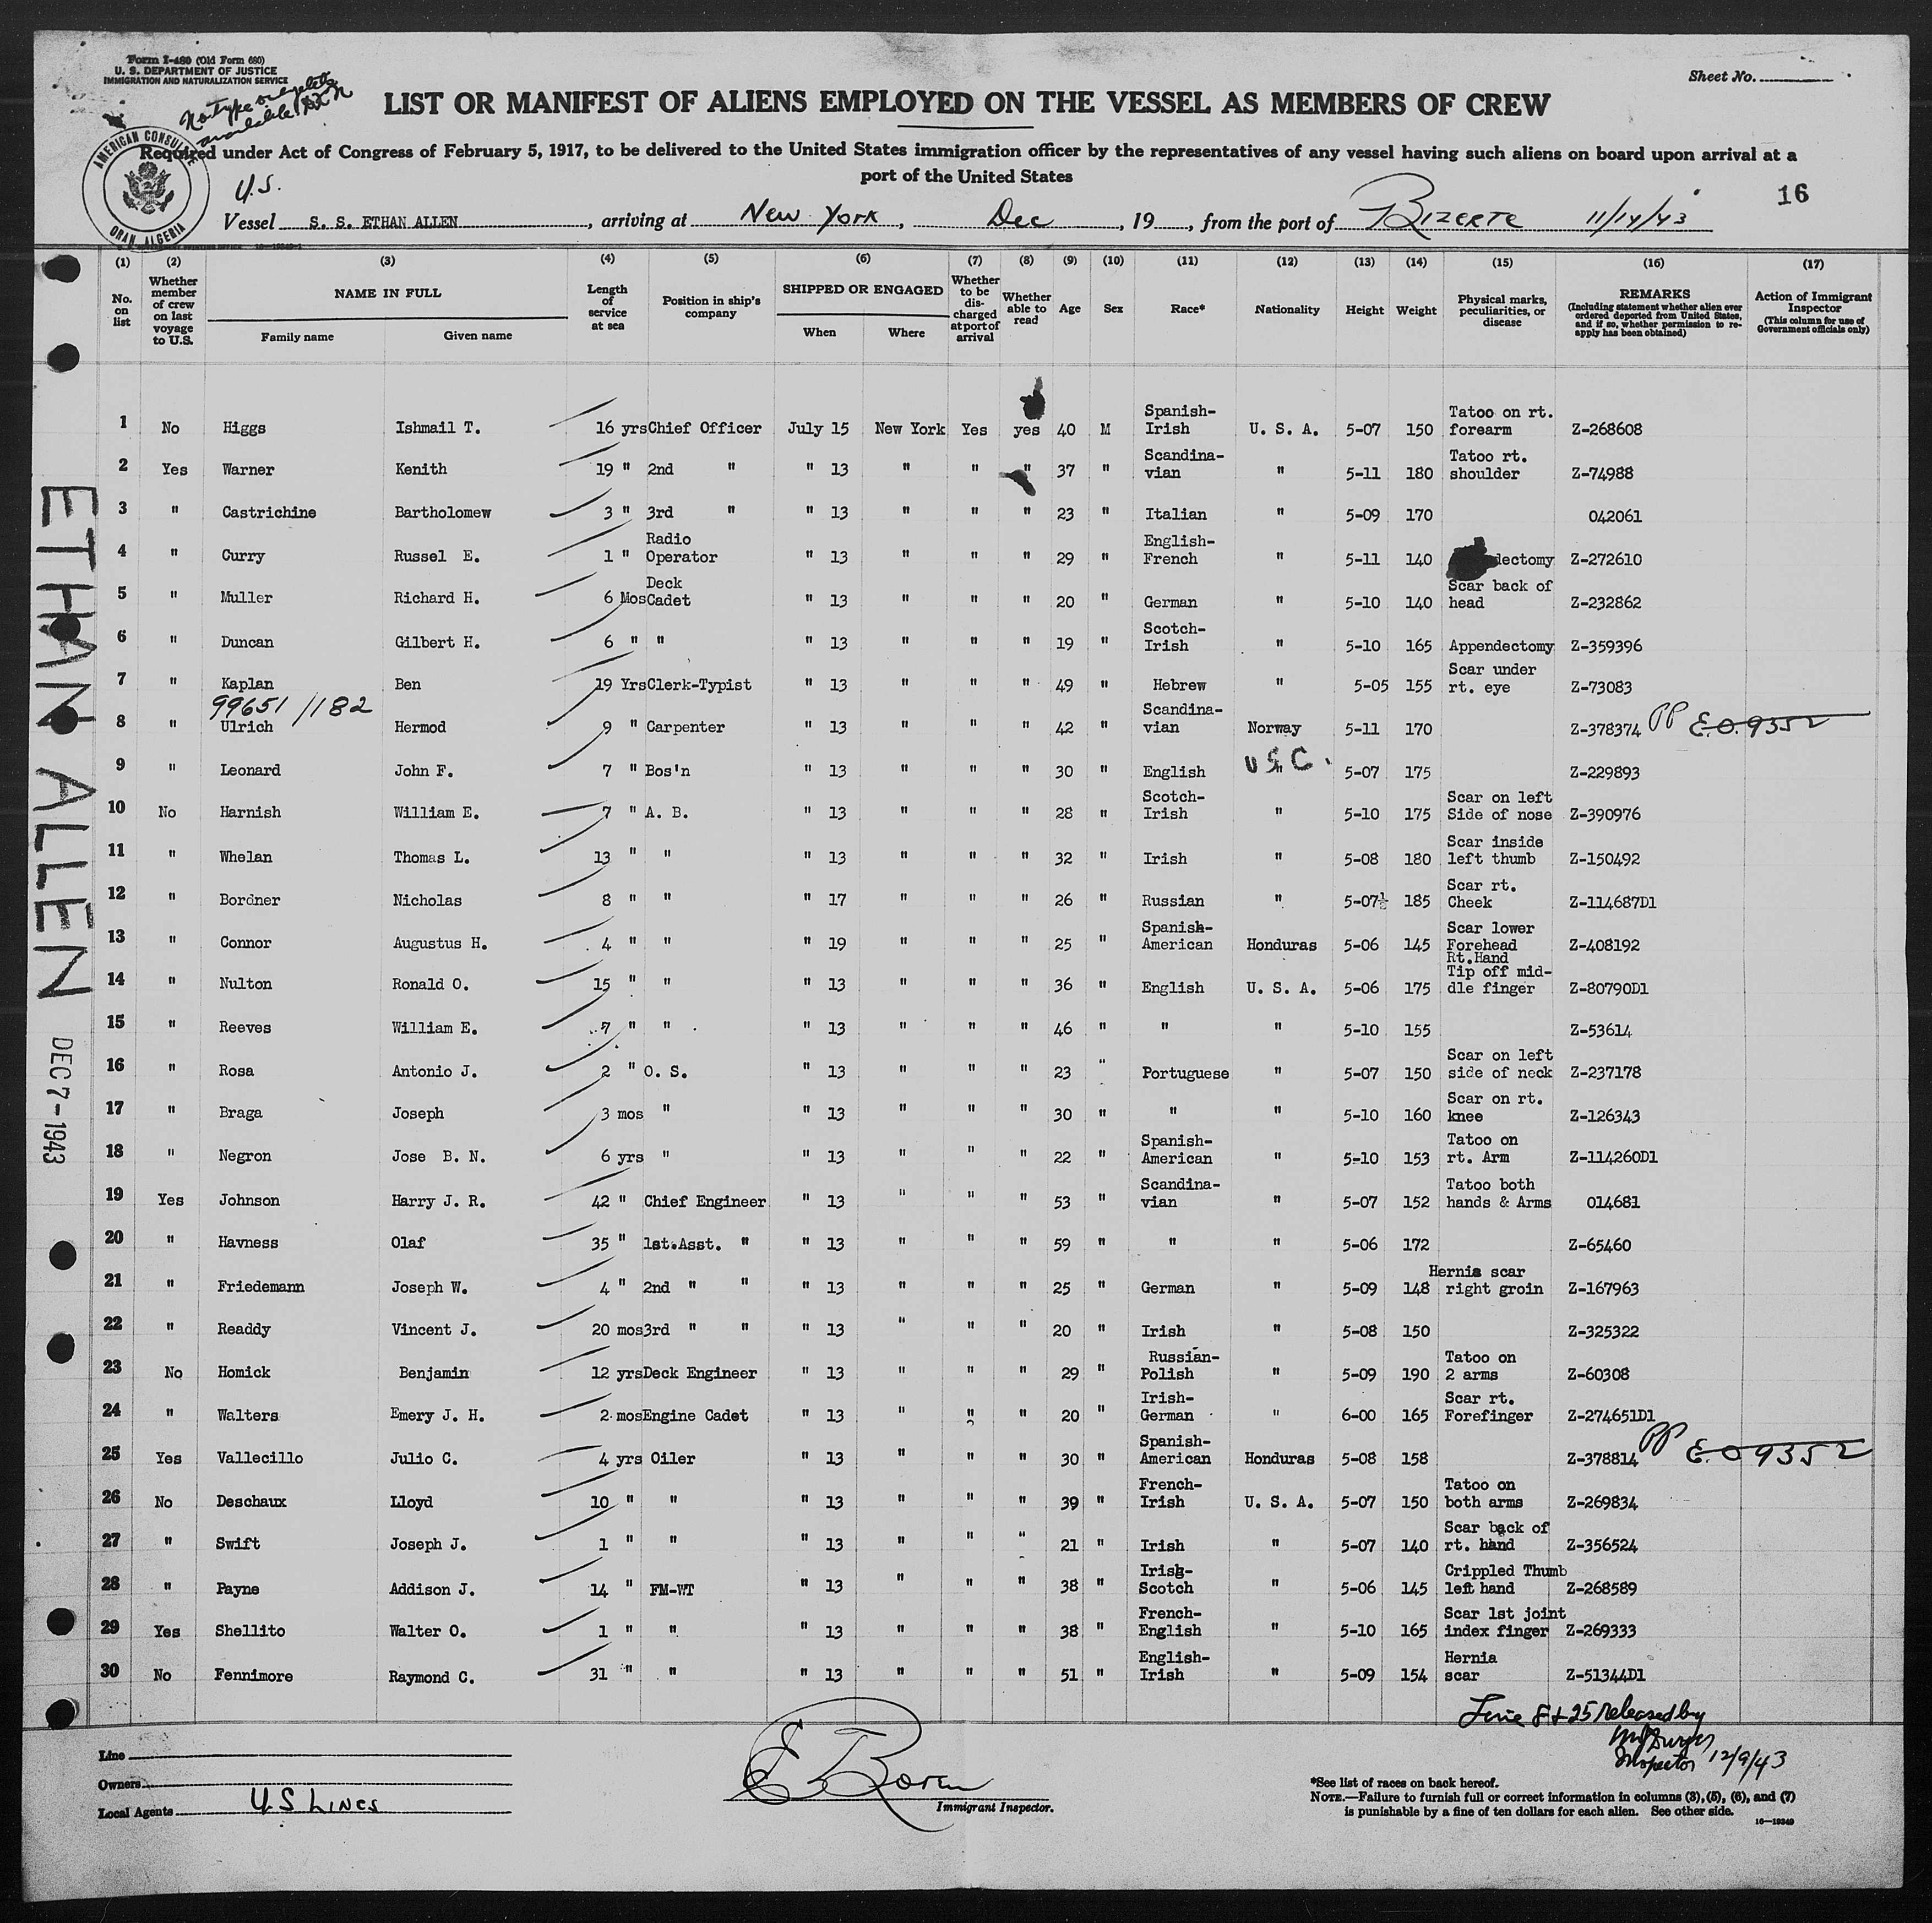 Form I-480 (Old Form 680)
U. S. DEPARTMENT OF JUSTICE
IMMIGRATION AND NATURALIZATION SERVICE
Sheet No.
LIST OR MANIFEST OF ALIENS EMPLOYED ON THE VESSEL AS MEMBERS OF CREW
AMERICAN CONSULATE
ORAN, ALGERIA
Required under Act of Congress of February 5, 1917, to be delivered to the United States immigration officer by the representatives of any vessel having such aliens on board upon arrival at a
port of the United States
16
U.S.
Vessel S. S. ETHAN ALLEN, arriving at New York, Dec, 19, from the port of BIZERTE 11/14/43
(1) (2) (3) (4) (5) (6) (7) (8) (9) (10) (11) (12) (13) (14) (15) (16) (17)
No. on list
Whether member of crew on last voyage to U.S.
NAME IN FULL
Family name Given name
Length of service at sea
Position in ship's company
SHIPPED OR ENGAGED
When Where
Whether to be discharged at port of arrival
Whether able to read
Age
Sex
Race*
Nationality
Height
Weight
Physical marks, peculiarities, or disease
REMARKS
(Including statement whether alien ever ordered deported from United States, and if so, whether permission to reapply has been obtained)
Action of Immigrant Inspector
(This column for use of Government officials only)
1 No Higgs Ishmail T. 16 yrs Chief Officer July 15 New York Yes yes 40 M Spanish-Irish U. S. A. 5-07 150 Tatoo on rt. forearm Z-268608
2 Yes Warner Kenith 19 " 2nd " " 13 " " " 37 " Scandina-vian " 5-11 180 Tatoo rt. shoulder Z-74988
3 " Castrichine Bartholomew 3 " 3rd " " 13 " " " 23 " Italian " 5-09 170 042061
4 " Curry Russel E. 1 " Radio Operator " 13 " " " 29 " English-French " 5-11 140 dectomy Z-272610
5 " Muller Richard H. 6 Mos Deck Cadet " 13 " " " 20 " German " 5-10 140 Scar back of head Z-232862
6 " Duncan Gilbert H. 6 " " " 13 " " " 19 " Scotch-Irish " 5-10 165 Appendectomy Z-359396
7 " Kaplan Ben 19 Yrs Clerk-Typist " 13 " " " 49 " Hebrew " 5-05 155 Scar under rt. eye Z-73083
99651/182
8 " Ulrich Hermod 9 " Carpenter " 13 " " " 42 " Scandina-vian Norway 5-11 170 Z-378374 PP E.O. 9352
9 " Leonard John F. 7 " Bos'n " 13 " " " 30 " English " U S C. 5-07 175 Z-229893
10 No Harnish William E. 7 " A. B. " 13 " " " 28 " Scotch-Irish " 5-10 175 Scar on left Side of nose Z-390976
11 " Whelan Thomas L. 13 " " " 13 " " " 32 " Irish " 5-08 180 Scar inside left thumb Z-150492
12 " Bordner Nicholas 8 " " " 17 " " " 26 " Russian " 5-07½ 185 Scar rt. Cheek Z-114687D1
13 " Connor Augustus H. 4 " " " 19 " " " 25 " Spanish-American Honduras 5-06 145 Scar lower Forehead Z-408192
14 " Nulton Ronald O. 15 " " " 13 " " " 36 " English U. S. A. 5-06 175 Rt.Hand Tip off mid-dle finger Z-80790D1
15 " Reeves William E. 7 " " " 13 " " " 46 " " " 5-10 155 Z-53614
16 " Rosa Antonio J. 2 " O. S. " 13 " " " 23 " Portuguese " 5-07 150 Scar on left side of neck Z-237178
17 " Braga Joseph 3 mos " " 13 " " " 30 " " " 5-10 160 Scar on rt. knee Z-126343
18 " Negron Jose B. N. 6 yrs " " 13 " " " 22 " Spanish-American " 5-10 153 Tatoo on rt. Arm Z-114260D1
19 Yes Johnson Harry J. R. 42 " Chief Engineer " 13 " " " 53 " Scandina-vian " 5-07 152 Tatoo both hands & Arms 014681
20 " Havness Olaf 35 " 1st.Asst. " " 13 " " " 59 " " " 5-06 172 Z-65460
21 " Friedemann Joseph W. 4 " 2nd " " " 13 " " " 25 " German " 5-09 148 Hernia scar right groin Z-167963
22 " Readdy Vincent J. 20 mos 3rd " " " 13 " " " 20 " Irish " 5-08 150 Z-325322
23 No Homick Benjamin 12 yrs Deck Engineer " 13 " " " 29 " Russian-Polish " 5-09 190 Tatoo on 2 arms Z-60308
24 " Walters Emery J. H. 2 mos Engine Cadet " 13 " " " 20 " Irish-German " 6-00 165 Scar rt. Forefinger Z-274651D1
25 Yes Vallecillo Julio C. 4 yrs Oiler " 13 " " " 30 " Spanish-American Honduras 5-08 158 Z-378814 PP E.O 9352
26 No Deschaux Lloyd 10 " " " 13 " " " 39 " French-Irish U. S. A. 5-07 150 Tatoo on both arms Z-269834
27 " Swift Joseph J. 1 " " " 13 " " " 21 " Irish " 5-07 140 Scar back of rt. hand Z-356524
28 " Payne Addison J. 14 " FM-WT " 13 " " " 38 " Irish-Scotch " 5-06 145 Crippled Thumb left hand Z-268589
29 Yes Shellito Walter O. 1 " " " 13 " " " 38 " French-English " 5-10 165 Scar 1st joint index finger Z-269333
30 No Fennimore Raymond C. 31 " " " 13 " " " 51 " English-Irish " 5-09 154 Hernia scar Z-51344D1
ETHAN ALLEN DEC 7-1943
Line 8+25 released by
Inspector 12/9/43
Line
Owners
Local Agents U.S LINES
Immigrant Inspector.
*See list of races on back hereof.
NOTE.—Failure to furnish full or correct information in columns (3), (5), (6), and (7)
is punishable by a fine of ten dollars for each alien. See other side.
16—19349